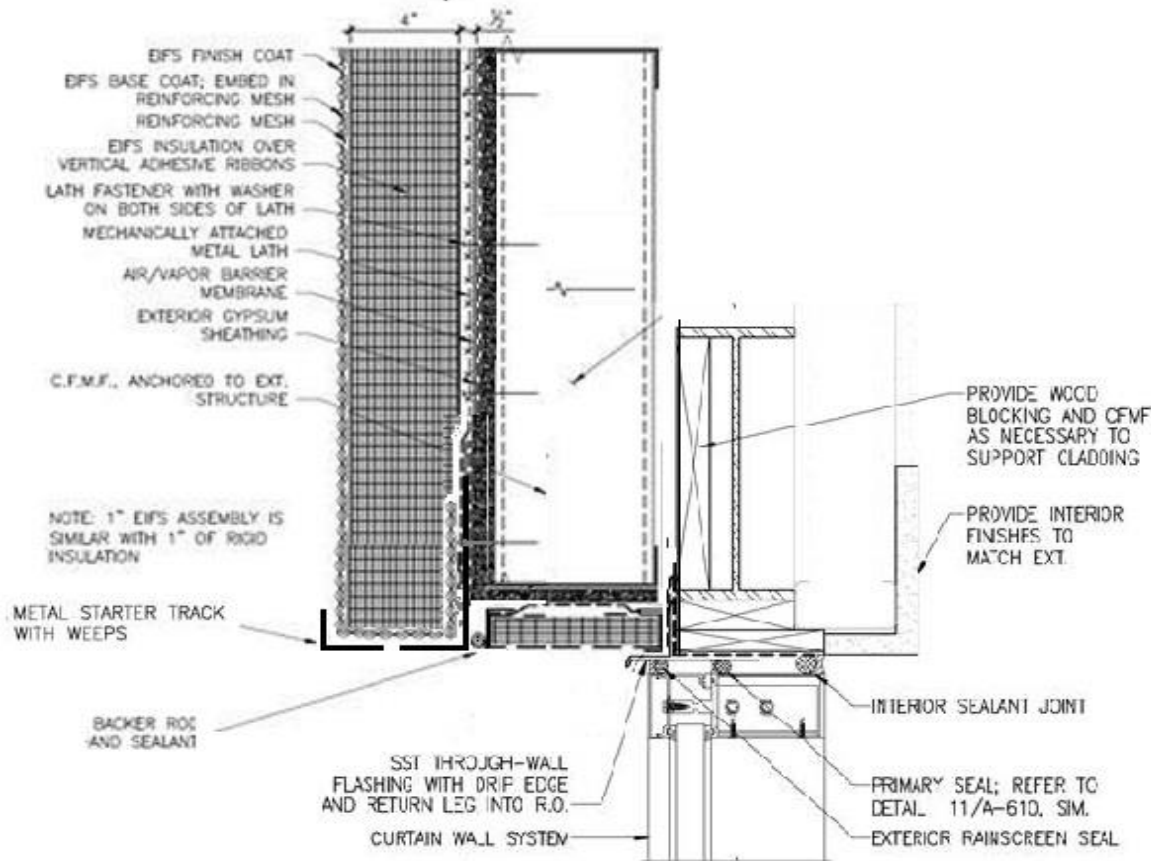 4"
½"
EIFS FINISH COAT
EIFS BASE COAT; EMBED IN
REINFORCING MESH
REINFORCING MESH
EIFS INSULATION OVER
VERTICAL ADHESIVE RIBBONS
LATH FASTENER WITH WASHER
ON BOTH SIDES OF LATH
MECHANICALLY ATTACHED
METAL LATH
AIR/VAPOR BARRIER
MEMBRANE
EXTERIOR GYPSUM
SHEATHING
C.F.M.F., ANCHORED TO EXT.
STRUCTURE
NOTE: 1" EIFS ASSEMBLY IS
SIMILAR WITH 1" OF RIGID
INSULATION
METAL STARTER TRACK
WITH WEEPS
BACKER ROD
AND SEALANT
SST THROUGH-WALL
FLASHING WITH DRIP EDGE
AND RETURN LEG INTO R.O.
CURTAIN WALL SYSTEM
PROVIDE WOOD
BLOCKING AND CFMF
AS NECESSARY TO
SUPPORT CLADDING
PROVIDE INTERIOR
FINISHES TO
MATCH EXT.
INTERIOR SEALANT JOINT
PRIMARY SEAL; REFER TO
DETAIL 11/A-610, SIM.
EXTERIOR RAINSCREEN SEAL